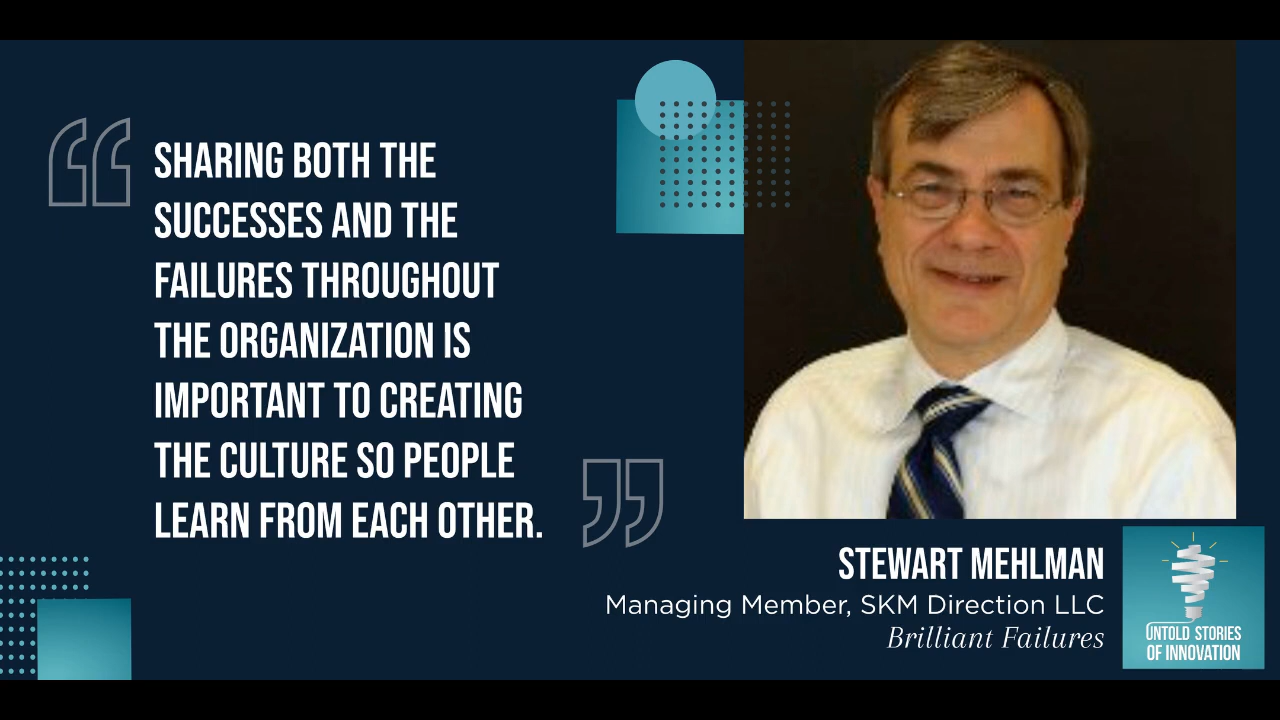 SHARING BOTH THE
SUCCESSES AND THE
FAILURES THROUGHOUT
THE ORGANIZATION IS
IMPORTANT TO CREATING
THE CULTURE SO PEOPLE
LEARN FROM EACH OTHER.
STEWART MEHLMAN
Managing Member, SKM Direction LLC
Brilliant Failures
UNTOLD STORIES
OF INNOVATION